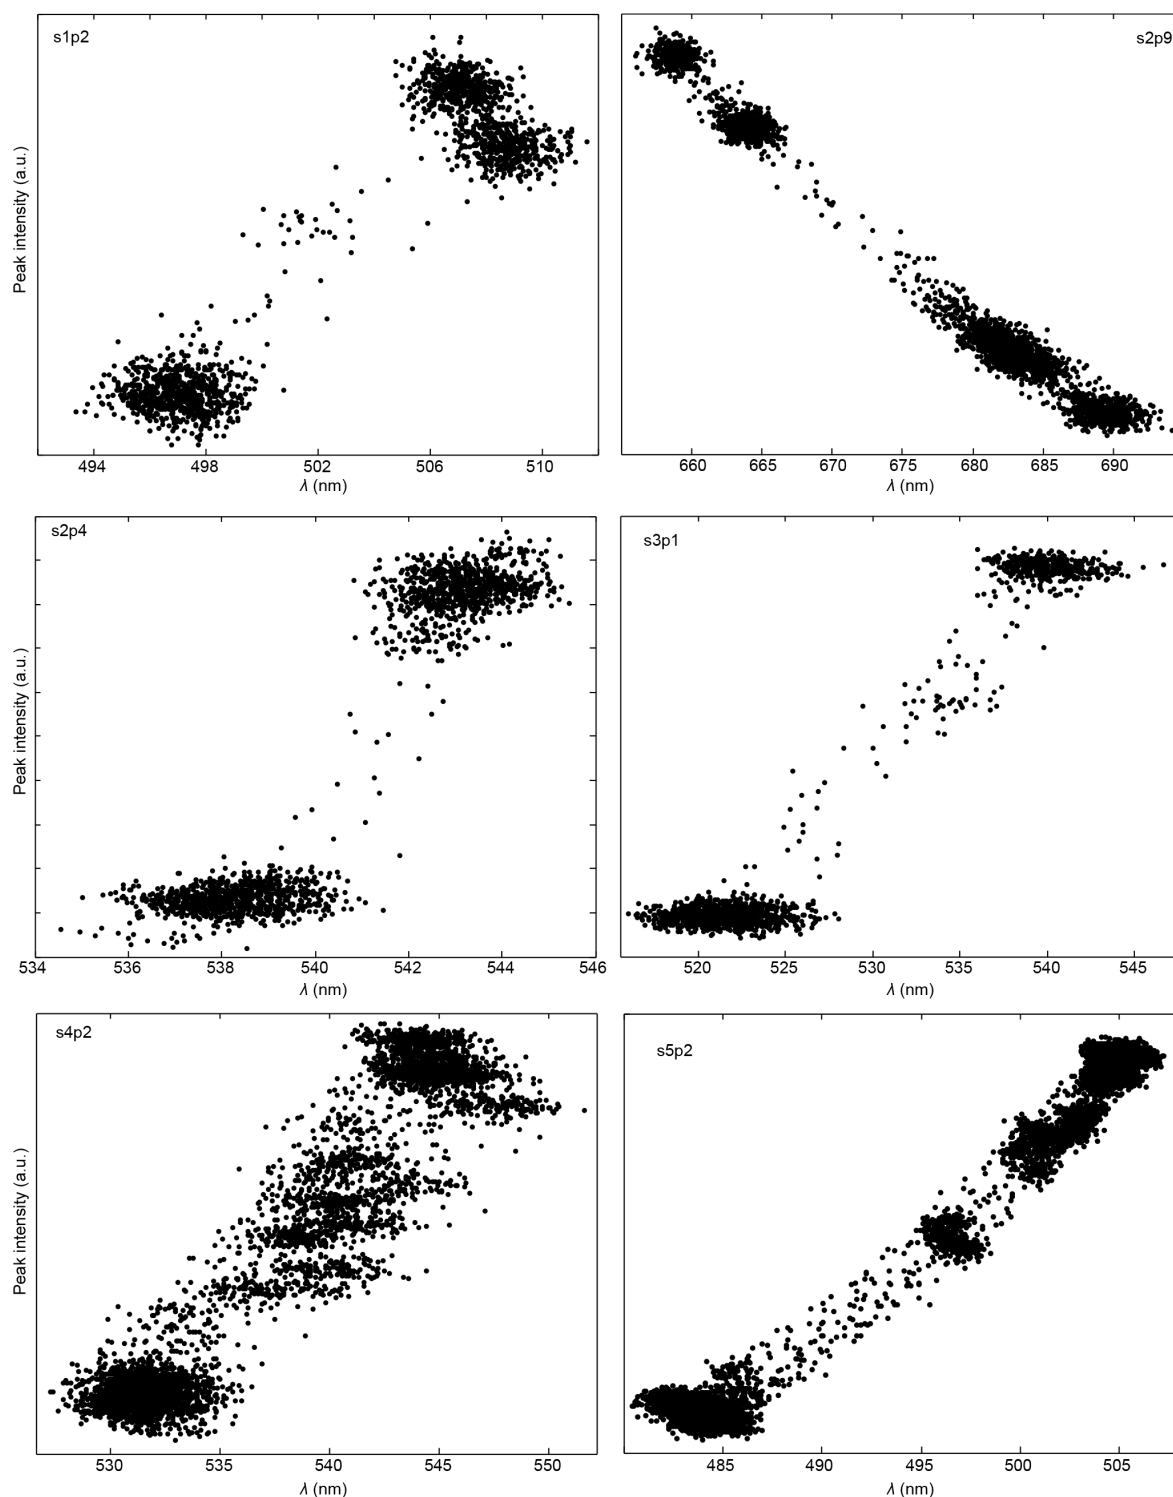 s1p2
s2p9
Peak intensity (a.u.)
494 498 502 506 510
660 665 670 675 680 685 690
λ (nm)
λ (nm)
s2p4
s3p1
Peak intensity (a.u.)
534 536 538 540 542 544 546
520 525 530 535 540 545
λ (nm)
λ (nm)
s4p2
s5p2
Peak intensity (a.u.)
530 535 540 545 550
485 490 495 500 505
λ (nm)
λ (nm)